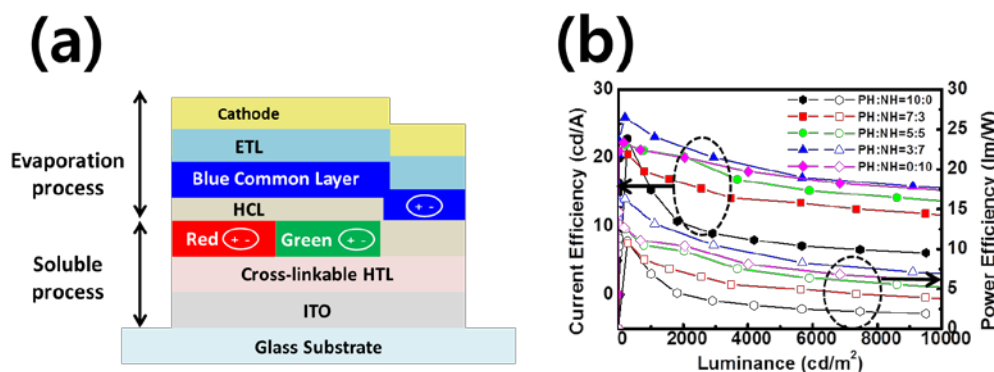 (a)
Evaporation
process
Soluble
process
Cathode
ETL
Blue Common Layer
+ -
HCL
Red + -
Green + -
Cross-linkable HTL
ITO
Glass Substrate
(b)
Current Efficiency (cd/A)
30
20
10
0
PH:NH=10:0
PH:NH=7:3
PH:NH=5:5
PH:NH=3:7
PH:NH=0:10
30
25
20
15
10
5
0
Power Efficiency (lm/W)
0 2000 4000 6000 8000 10000
Luminance (cd/m²)